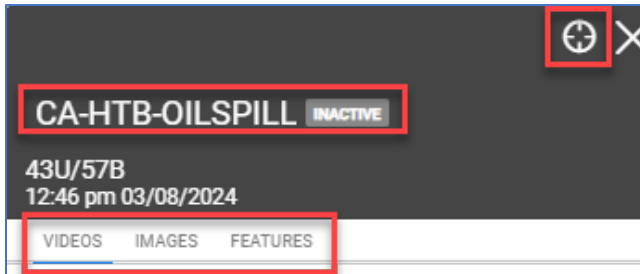 CA-HTB-OILSPILL INACTIVE
43U/57B
12:46 pm 03/08/2024
VIDEOS IMAGES FEATURES